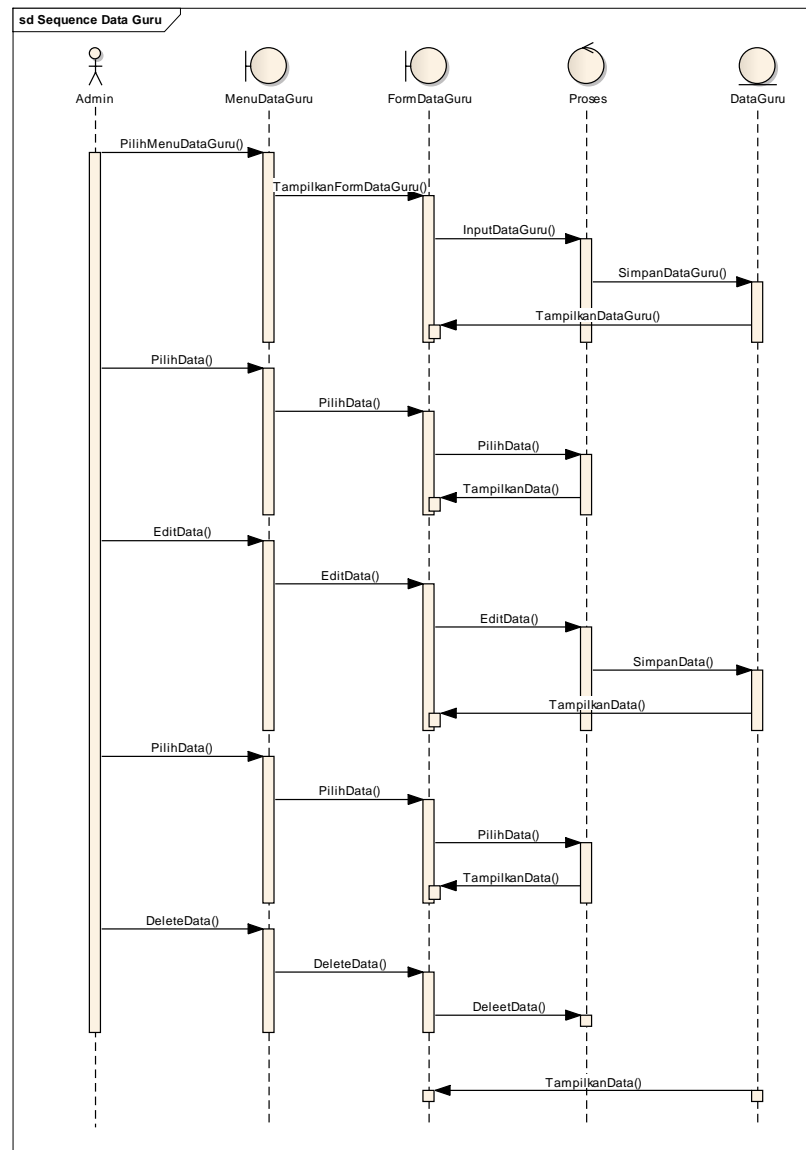 sd Sequence Data Guru
Admin
MenuDataGuru
FormDataGuru
Proses
DataGuru
PilihMenuDataGuru()
TampilkanFormDataGuru()
InputDataGuru()
SimpanDataGuru()
TampilkanDataGuru()
PilihData()
PilihData()
PilihData()
TampilkanData()
EditData()
EditData()
EditData()
SimpanData()
TampilkanData()
PilihData()
PilihData()
PilihData()
TampilkanData()
DeleteData()
DeleteData()
DeleetData()
TampilkanData()